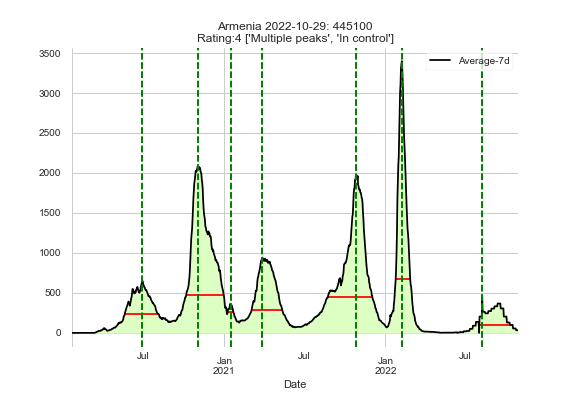 Armenia 2022-10-29: 445100
Rating:4 ['Multiple peaks', 'In control']
Average-7d
3500
3000
2500
2000
1500
1000
500
0
Jul
Jan
2021
Jul
Jan
2022
Jul
Date